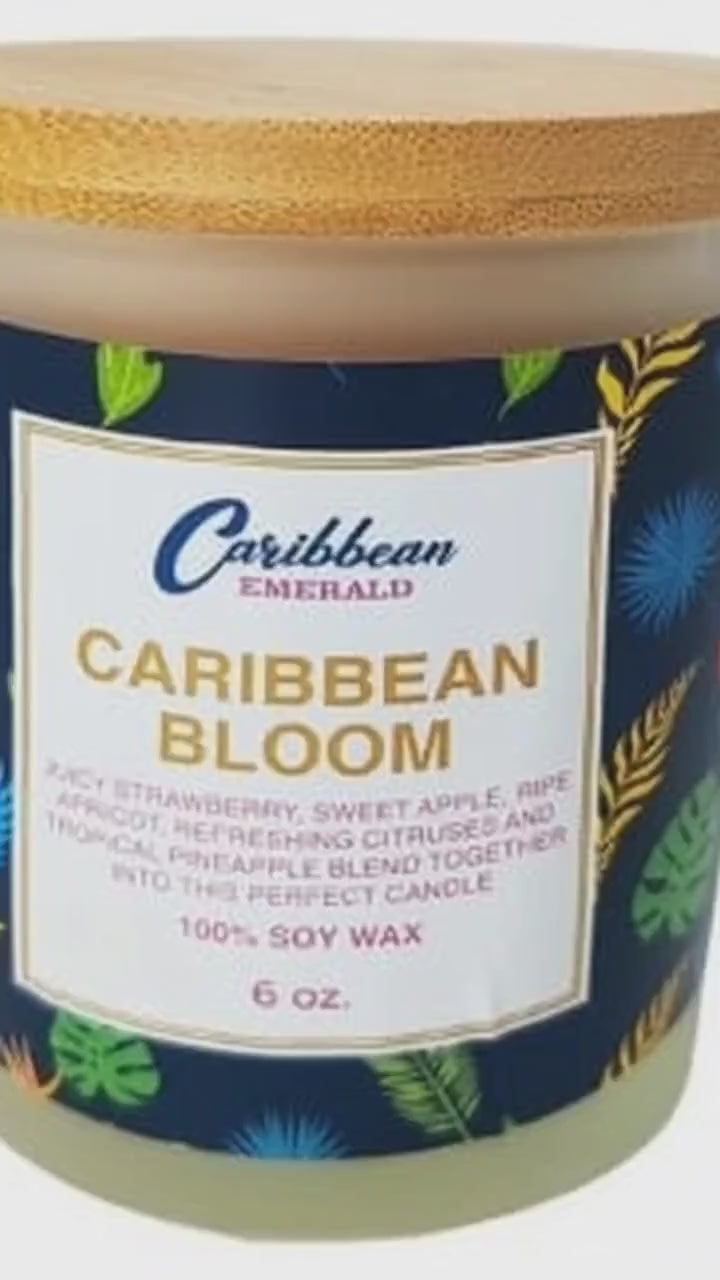 Caribbean
EMERALD
CARIBBEAN
BLOOM
JUICY STRAWBERRY, SWEET APPLE, RIPE
APRICOT, REFRESHING CITRUSES AND
TROPICAL PINEAPPLE BLEND TOGETHER
INTO THIS PERFECT CANDLE
100% SOY WAX
6 oz.